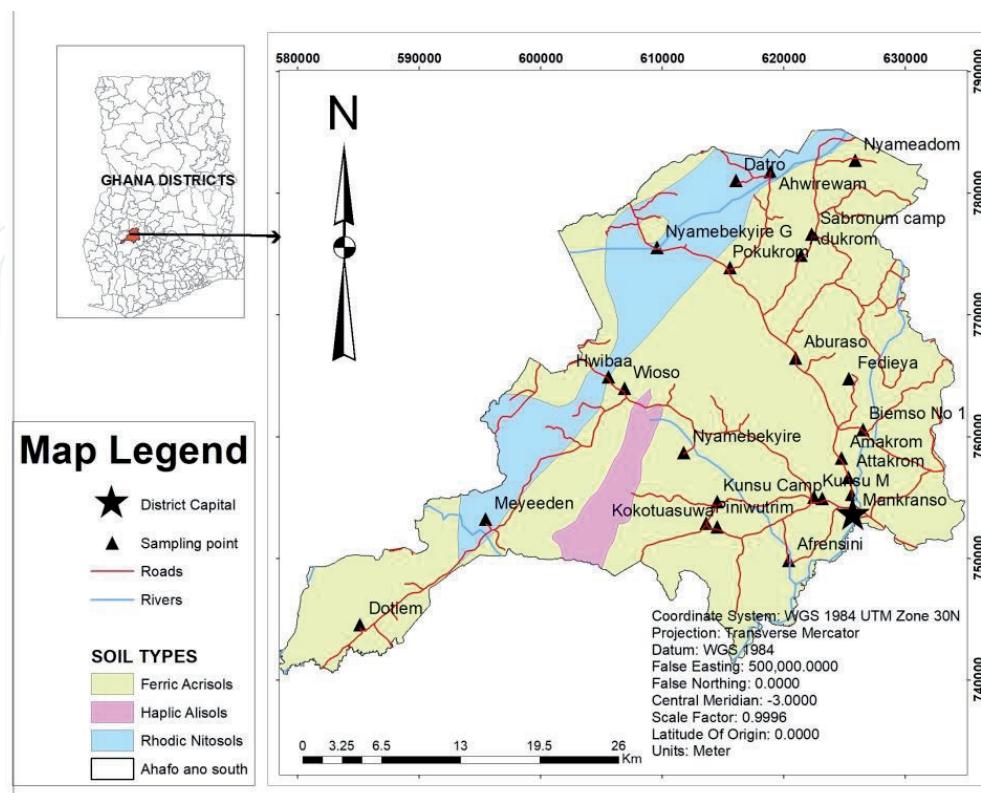 GHANA DISTRICTS
Map Legend
District Capital
Sampling point
Roads
Rivers
SOIL TYPES
Ferric Acrisols
Haplic Alisols
Rhodic Nitosols
Ahafo ano south
580000 590000 600000 610000 620000 630000
790000
780000
770000
760000
750000
740000
N
Nyameadom
Datro
Ahwirewam
Sabronum camp
Nyamebekyire G
Adukrom
Pokukrom
Aburaso
Hwibaa
Fedieya
Wioso
Biemso No 1
Nyamebekyire
Amakrom
Attakrom
Kunsu Camp
Kunsu M
Meyeeden
Mankranso
Kokotuasuwa
Piniwutrim
Afrensini
Dotiem
Coordinate System: WGS 1984 UTM Zone 30N
Projection: Transverse Mercator
Datum: WGS 1984
False Easting: 500,000.0000
False Northing: 0.0000
Central Meridian: -3.0000
Scale Factor: 0.9996
Latitude Of Origin: 0.0000
Units: Meter
0 3.25 6.5 13 19.5 26
Km